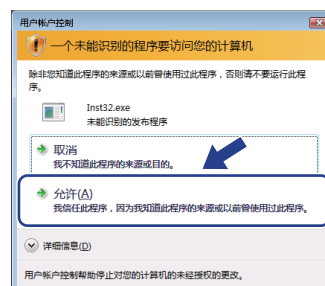 用户帐户控制
一个未能识别的程序要访问您的计算机
除非您知道此程序的来源或以前曾使用过此程序，否则请不要运行此程
序。
Inst32.exe
未能识别的发布程序
取消
我不知道此程序的来源或目的。
允许(A)
我信任此程序，因为我知道此程序的来源或以前曾使用过此程序。
详细信息(D)
用户帐户控制帮助停止对您的计算机的未经授权的更改。